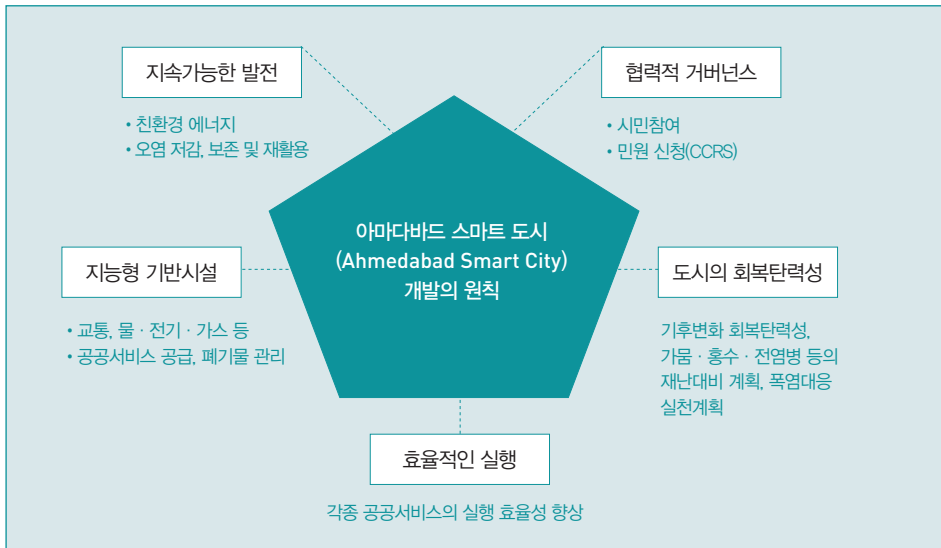 지속가능한 발전
• 친환경 에너지
• 오염 저감, 보존 및 재활용
협력적 거버넌스
• 시민참여
• 민원 신청(CCRS)
아마다바드 스마트 도시
(Ahmedabad Smart City)
개발의 원칙
지능형 기반시설
• 교통, 물 · 전기 · 가스 등
• 공공서비스 공급, 폐기물 관리
도시의 회복탄력성
기후변화 회복탄력성,
가뭄 · 홍수 · 전염병 등의
재난대비 계획, 폭염대응
실천계획
효율적인 실행
각종 공공서비스의 실행 효율성 향상